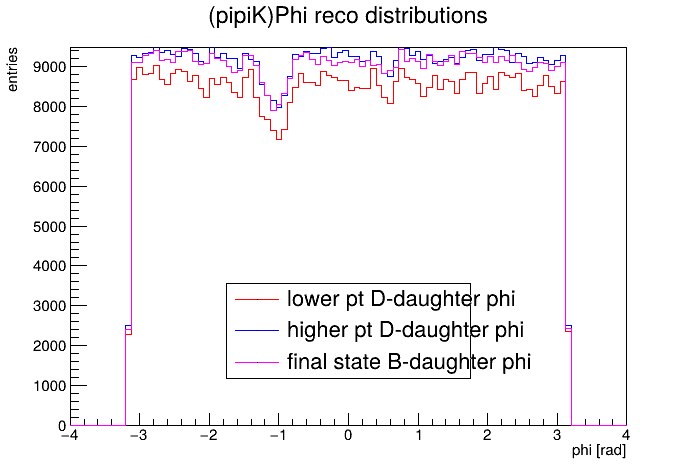 (pipiK)Phi reco distributions
entries
9000
8000
7000
6000
5000
4000
3000
2000
1000
0
lower pt D-daughter phi
higher pt D-daughter phi
final state B-daughter phi
−4 −3 −2 −1 0 1 2 3 4
phi [rad]